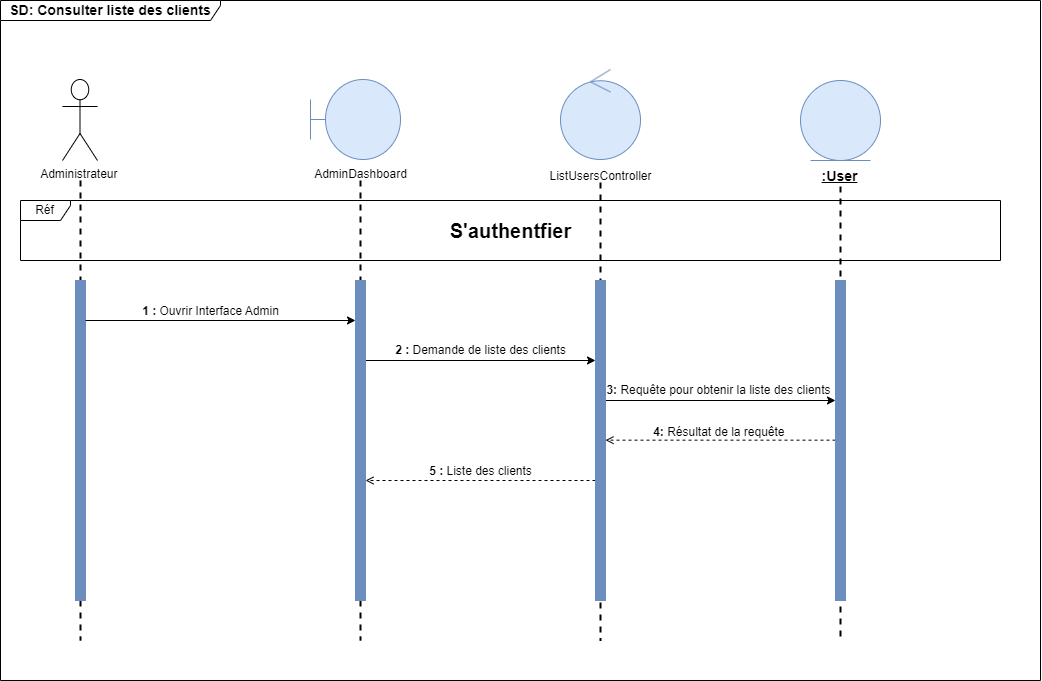 SD: Consulter liste des clients
Administrateur
AdminDashboard
ListUsersController
:User
Réf
S'authentfier
1 : Ouvrir Interface Admin
2 : Demande de liste des clients
3: Requête pour obtenir la liste des clients
4: Résultat de la requête
5 : Liste des clients